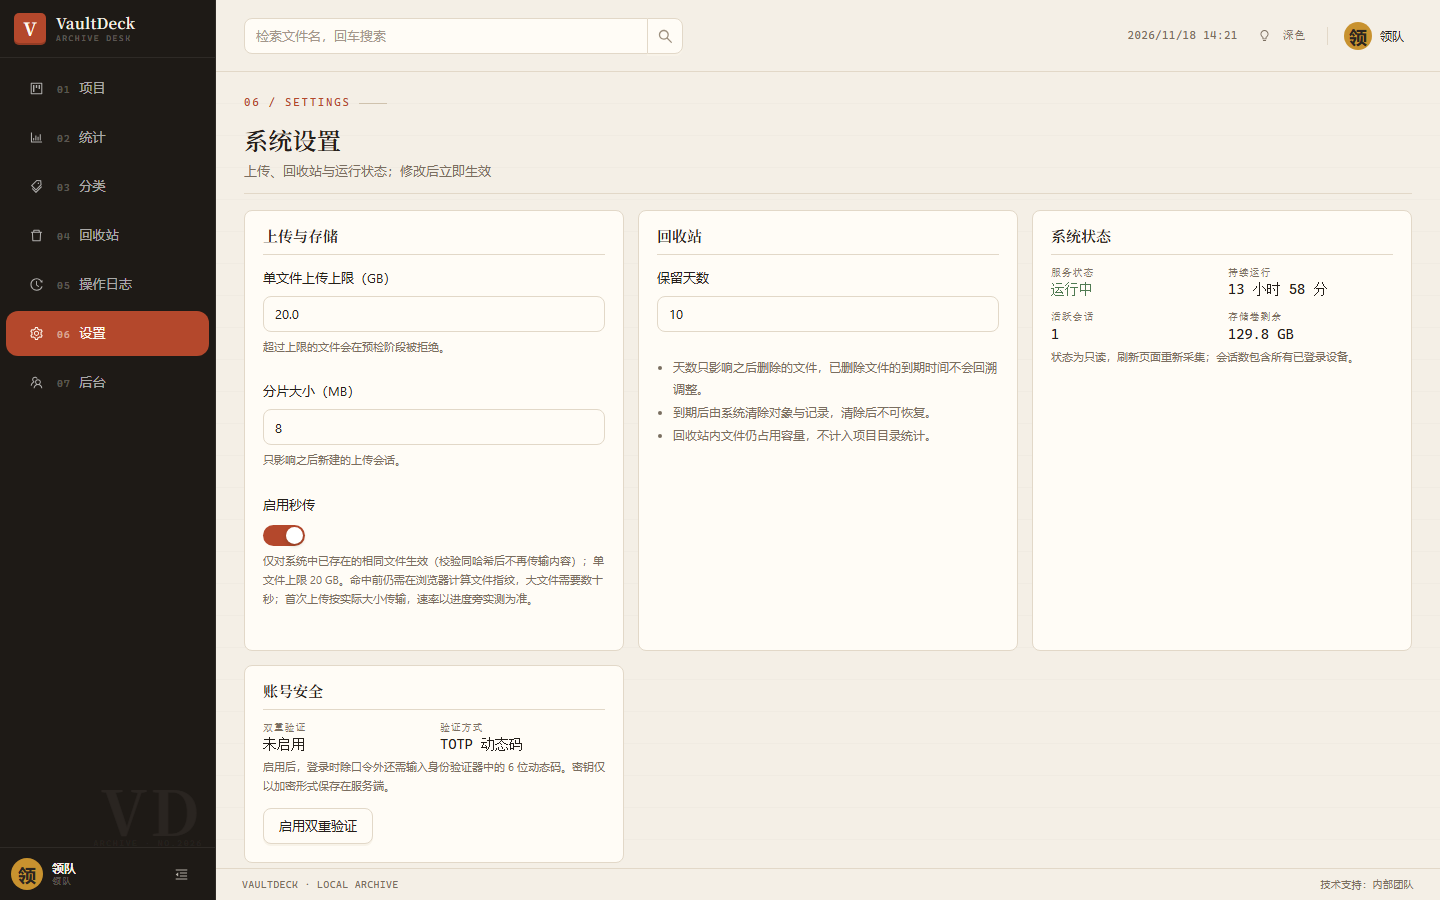 V
VaultDeck
ARCHIVE DESK
01 项目
02 统计
03 分类
04 回收站
05 操作日志
06 设置
07 后台
VD
领
领队
领队
检索文件名，回车搜索
2026/11/18 14:21
深色
领
领队
06 / SETTINGS
系统设置
上传、回收站与运行状态；修改后立即生效
上传与存储
单文件上传上限（GB）
20.0
超过上限的文件会在预检阶段被拒绝。
分片大小（MB）
8
只影响之后新建的上传会话。
启用秒传
仅对系统中已存在的相同文件生效（校验同哈希后不再传输内容）；单
文件上限 20 GB。命中前仍需在浏览器计算文件指纹，大文件需要数十
秒；首次上传按实际大小传输，速率以进度旁实测为准。
回收站
保留天数
10
天数只影响之后删除的文件，已删除文件的到期时间不会回溯
调整。
到期后由系统清除对象与记录，清除后不可恢复。
回收站内文件仍占用容量，不计入项目目录统计。
系统状态
服务状态
运行中
持续运行
13 小时 58 分
活跃会话
1
存储卷剩余
129.8 GB
状态为只读，刷新页面重新采集；会话数包含所有已登录设备。
账号安全
双重验证
未启用
验证方式
TOTP 动态码
启用后，登录时除口令外还需输入身份验证器中的 6 位动态码。密钥仅
以加密形式保存在服务端。
启用双重验证
VAULTDECK · LOCAL ARCHIVE
技术支持：内部团队